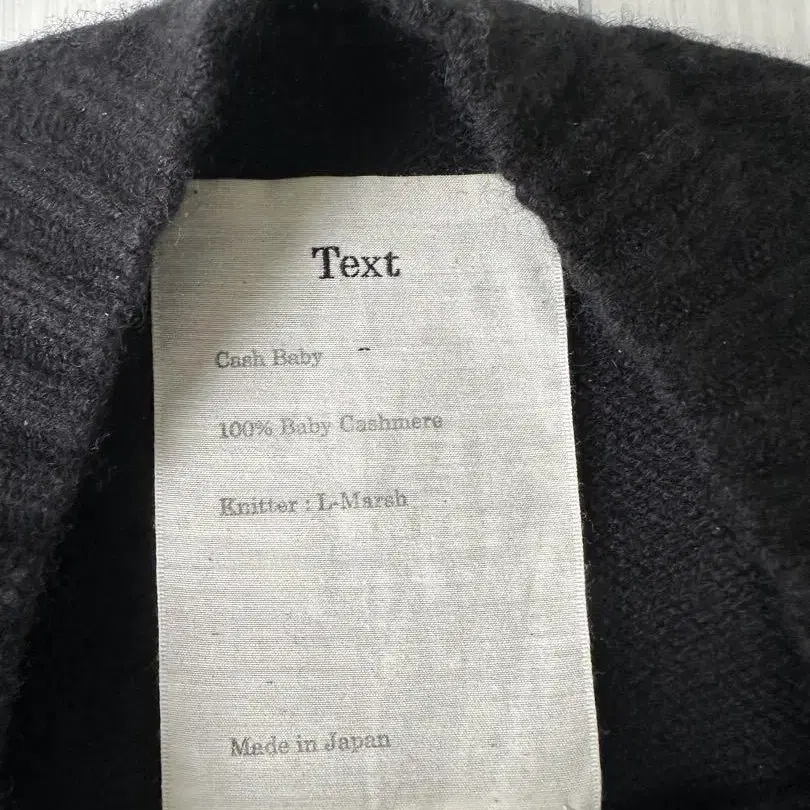 Text
Cash Baby
100% Baby Cashmere
Knitter : L-Marsh
Made in Japan